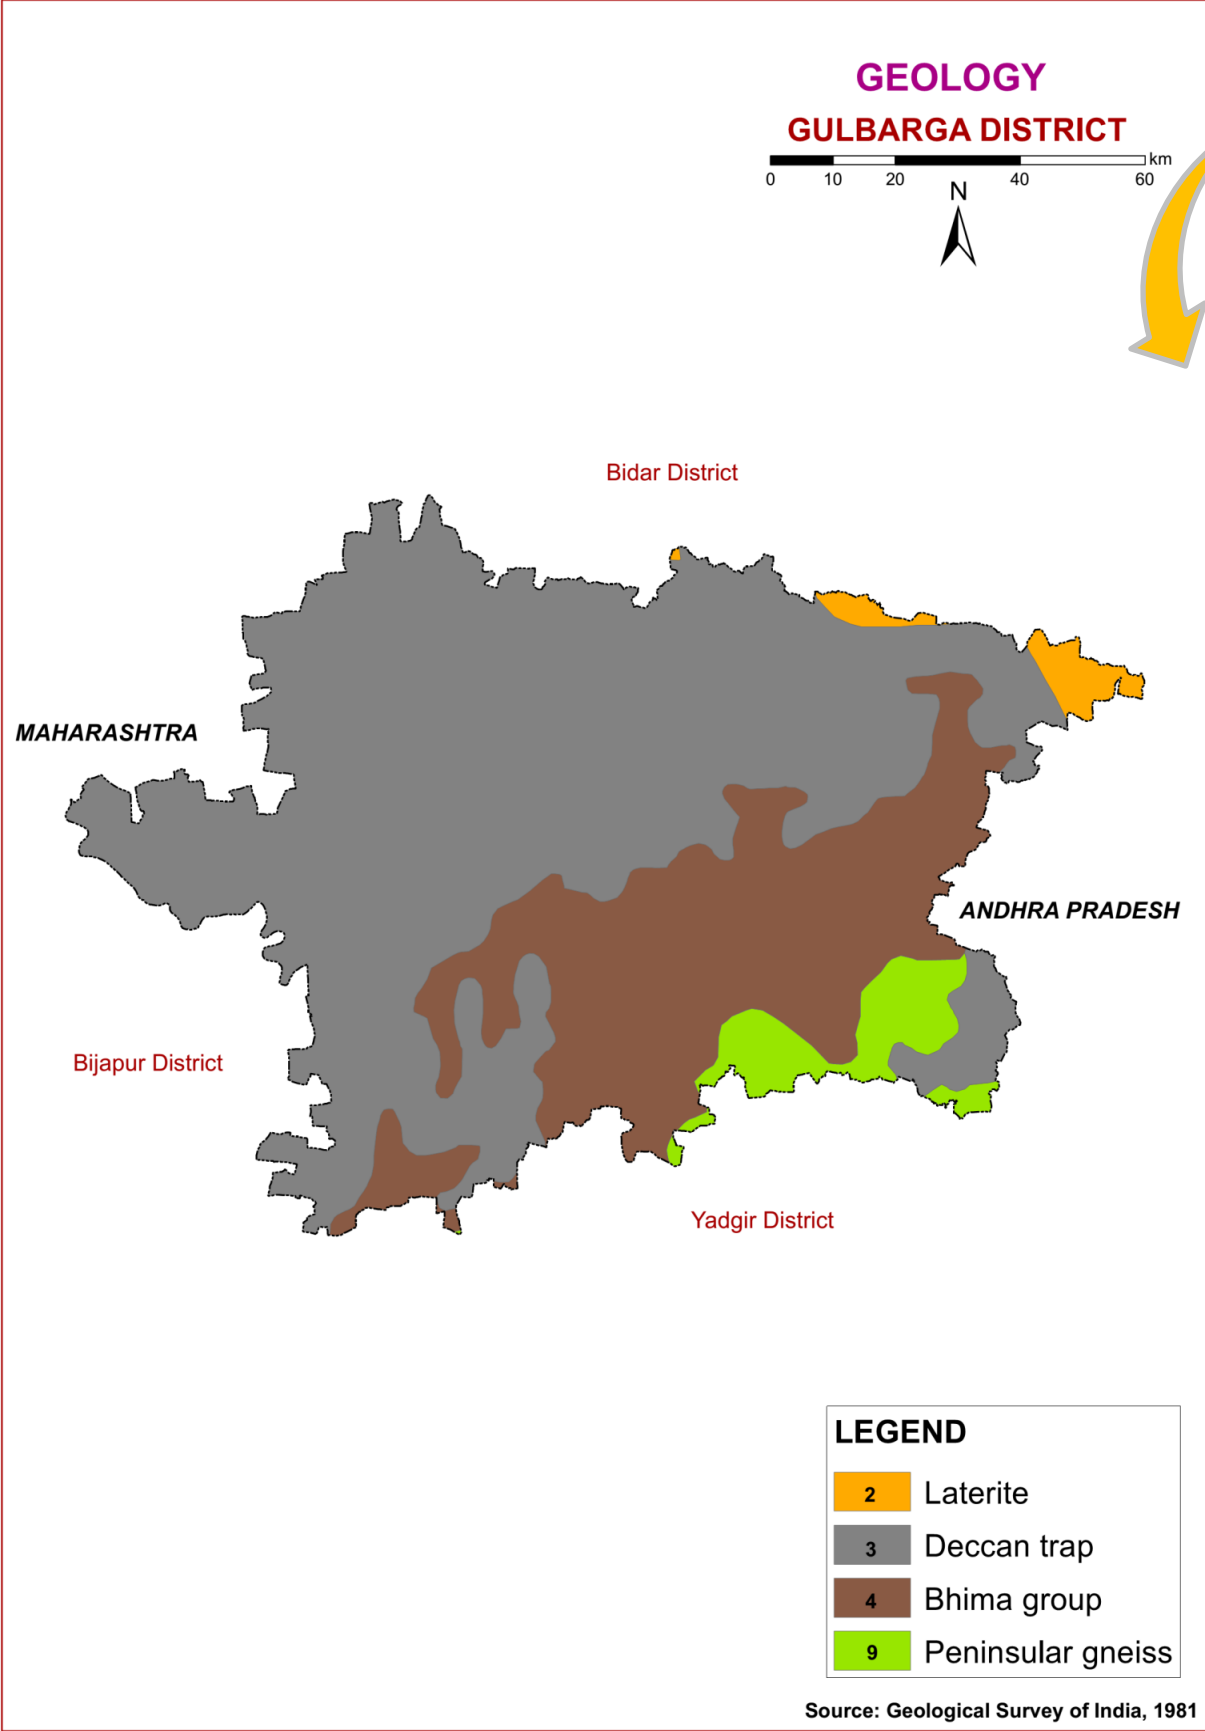 GEOLOGY
GULBARGA DISTRICT
km
0 10 20 40 60
N
Bidar District
MAHARASHTRA
ANDHRA PRADESH
Bijapur District
Yadgir District
LEGEND
2 Laterite
3 Deccan trap
4 Bhima group
9 Peninsular gneiss
Source: Geological Survey of India, 1981